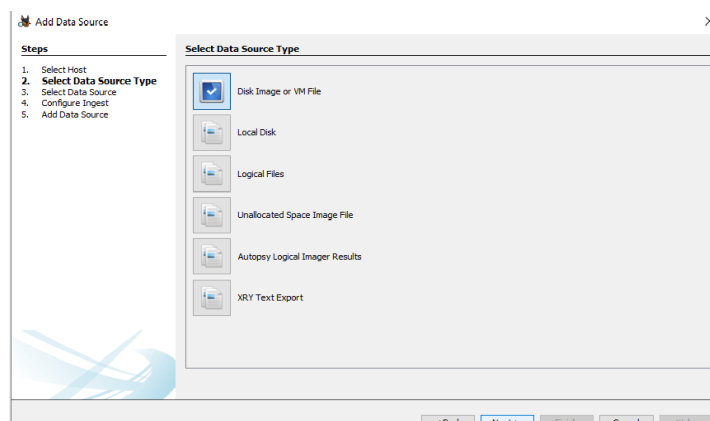 Add Data Source
Steps
1. Select Host
2. Select Data Source Type
3. Select Data Source
4. Configure Ingest
5. Add Data Source
Select Data Source Type
Disk Image or VM File
Local Disk
Logical Files
Unallocated Space Image File
Autopsy Logical Imager Results
XRY Text Export